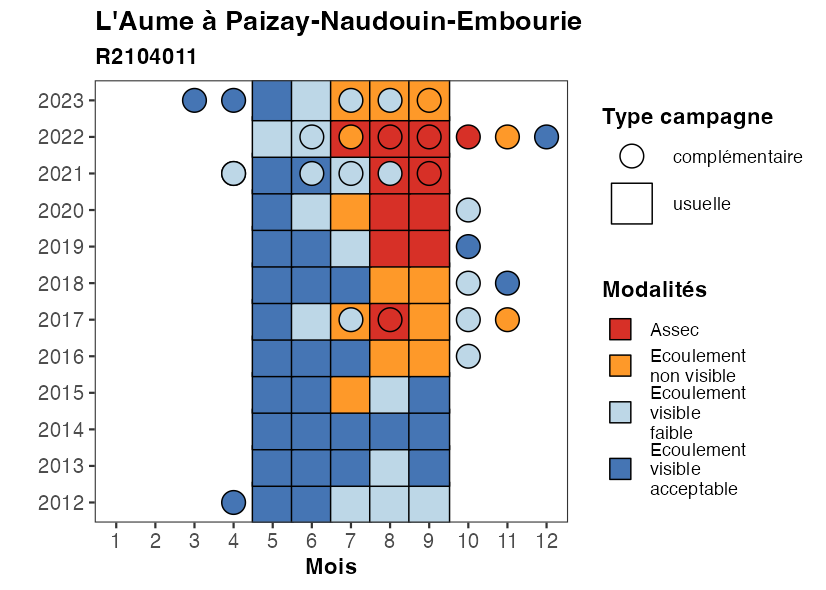 L'Aume à Paizay-Naudouin-Embourie
R2104011
2023
2022
2021
2020
2019
2018
2017
2016
2015
2014
2013
2012
1 2 3 4 5 6 7 8 9 10 11 12
Mois
Type campagne
complémentaire
usuelle
Modalités
Assec
Ecoulement
non visible
Ecoulement
visible
faible
Ecoulement
visible
acceptable